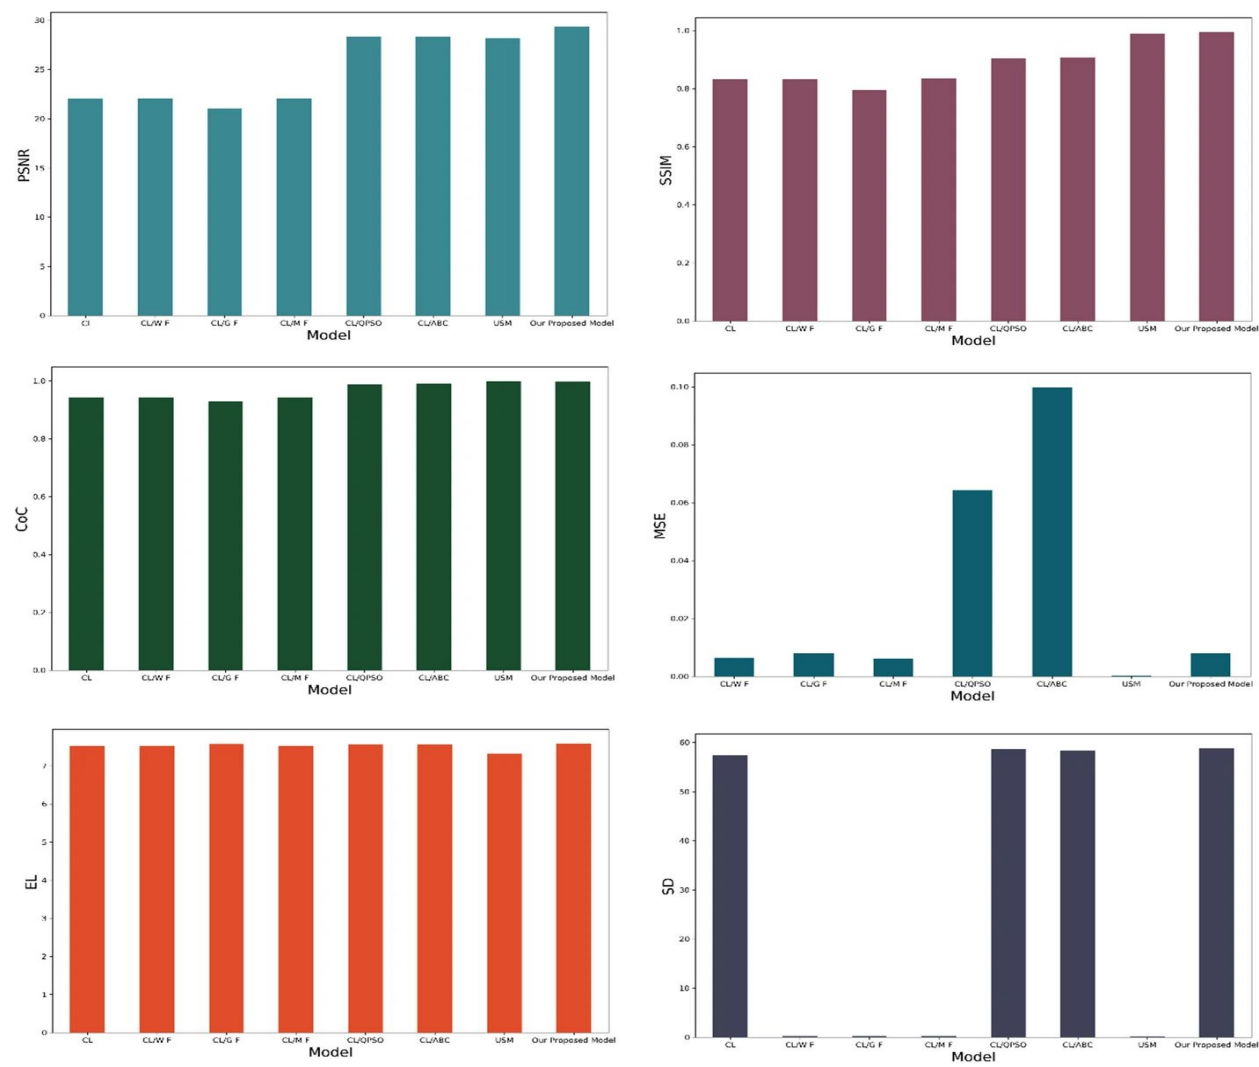 30
25
20
15
10
5
0
PSNR
Cl CL/W F CL/G F CL/M F CL/QPSO CL/ABC USM Our Proposed Model
Model
1.0
0.8
0.6
0.4
0.2
0.0
SSIM
CL CL/W F CL/G F CL/M F CL/QPSO CL/ABC USM Our Proposed Model
Model
1.0
0.8
0.6
0.4
0.2
0.0
CoC
CL CL/W F CL/G F CL/M F CL/QPSO CL/ABC USM Our Proposed Model
Model
0.10
0.08
0.06
0.04
0.02
0.00
MSE
CL/W F CL/G F CL/M F CL/QPSO CL/ABC USM Our Proposed Model
Model
7
6
5
4
3
2
1
0
EL
CL CL/W F CL/G F CL/M F CL/QPSO CL/ABC USM Our Proposed Model
Model
60
50
40
30
20
10
0
SD
CL CL/W F CL/G F CL/M F CL/QPSO CL/ABC USM Our Proposed Model
Model